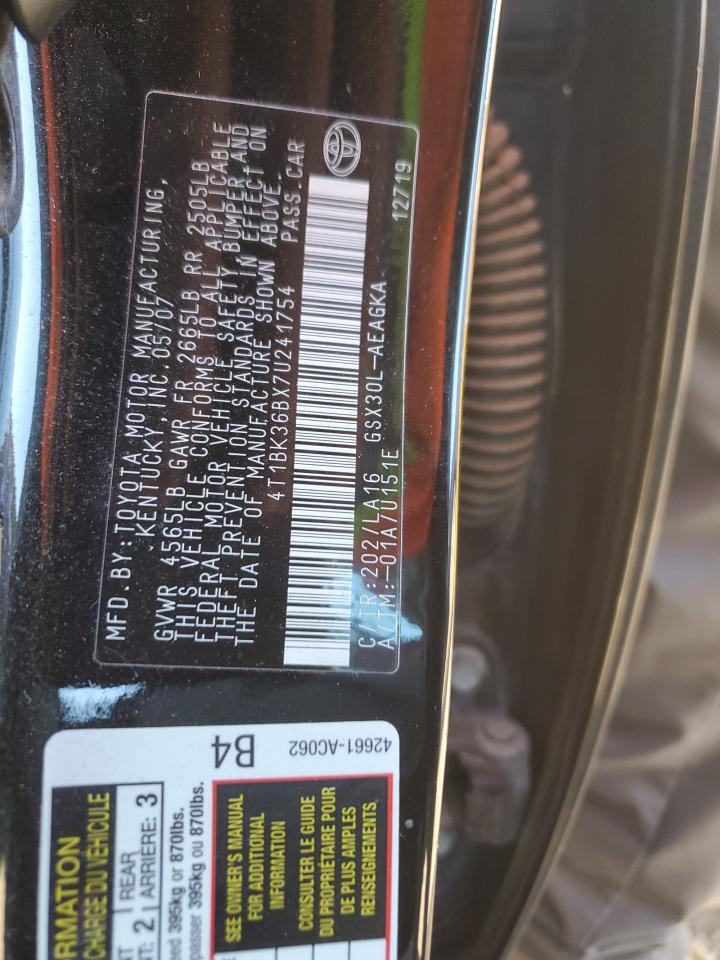 MFD.BY:TOYOTA MOTOR MANUFACTURING,
KENTUCKY,INC. 05/07
GVWR 4565LB GAWR FR 2665LB RR 2505LB
THIS VEHICLE CONFORMS TO ALL APPLICABLE
FEDERAL MOTOR VEHICLE SAFETY BUMPER,AND
THEFT PREVENTION STANDARDS IN EFFECT ON
THE DATE OF MANUFACTURE SHOWN ABOVE.
4T1BK36BX7U241754 PASS.CAR
C/TR:202/LA16 GSX30L-AEAGKA
A/TM:-01A/U151E 12719
RMATION
CHARGE DU VÉHICULE
NT: 2
REAR
ARRIÈRE: 3
eed 395kg or 870lbs.
passer 395kg ou 870lbs.
B4
SEE OWNER'S MANUAL
FOR ADDITIONAL
INFORMATION
CONSULTER LE GUIDE
DU PROPRIÉTAIRE POUR
DE PLUS AMPLES
RENSEIGNEMENTS
42661-AC062